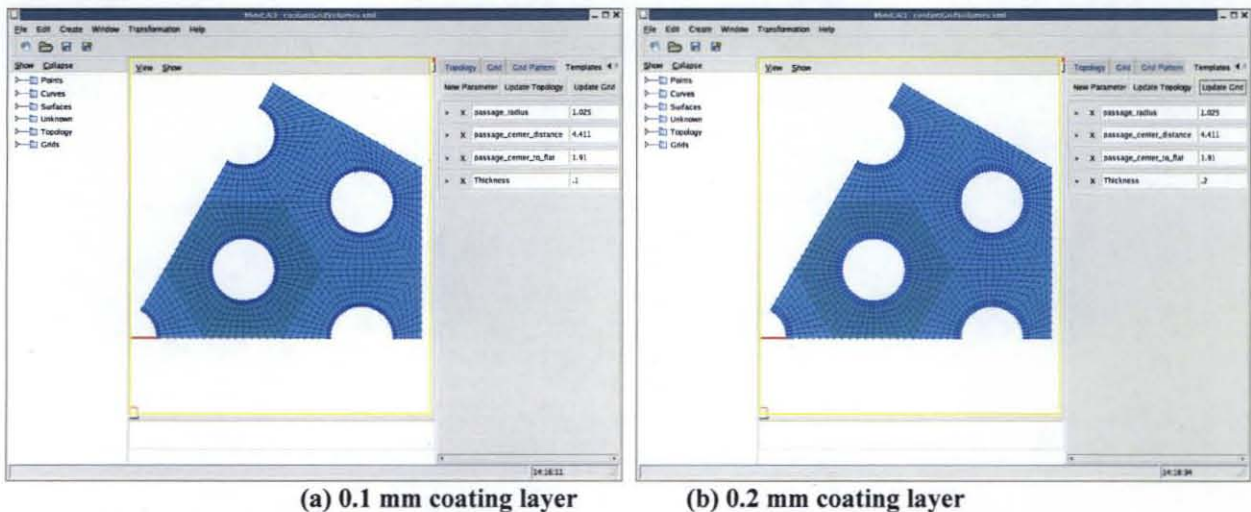 File Edit Create Window Transformation Help
Show Collapse
Points
Curves
Surfaces
Unknown
Topology
Grids
View Show
Topology Grid Grid Pattern Templates
New Parameter Update Topology Update Grid
X passage_radius 1.025
X passage_center_distance 4.411
X passage_center_to_flat 1.91
X Thickness .1
14:16:11
File Edit Create Window Transformation Help
Show Collapse
Points
Curves
Surfaces
Unknown
Topology
Grids
View Show
Topology Grid Grid Pattern Templates
New Parameter Update Topology Update Grid
X passage_radius 1.025
X passage_center_distance 4.411
X passage_center_to_flat 1.91
X Thickness .2
(a) 0.1 mm coating layer
(b) 0.2 mm coating layer